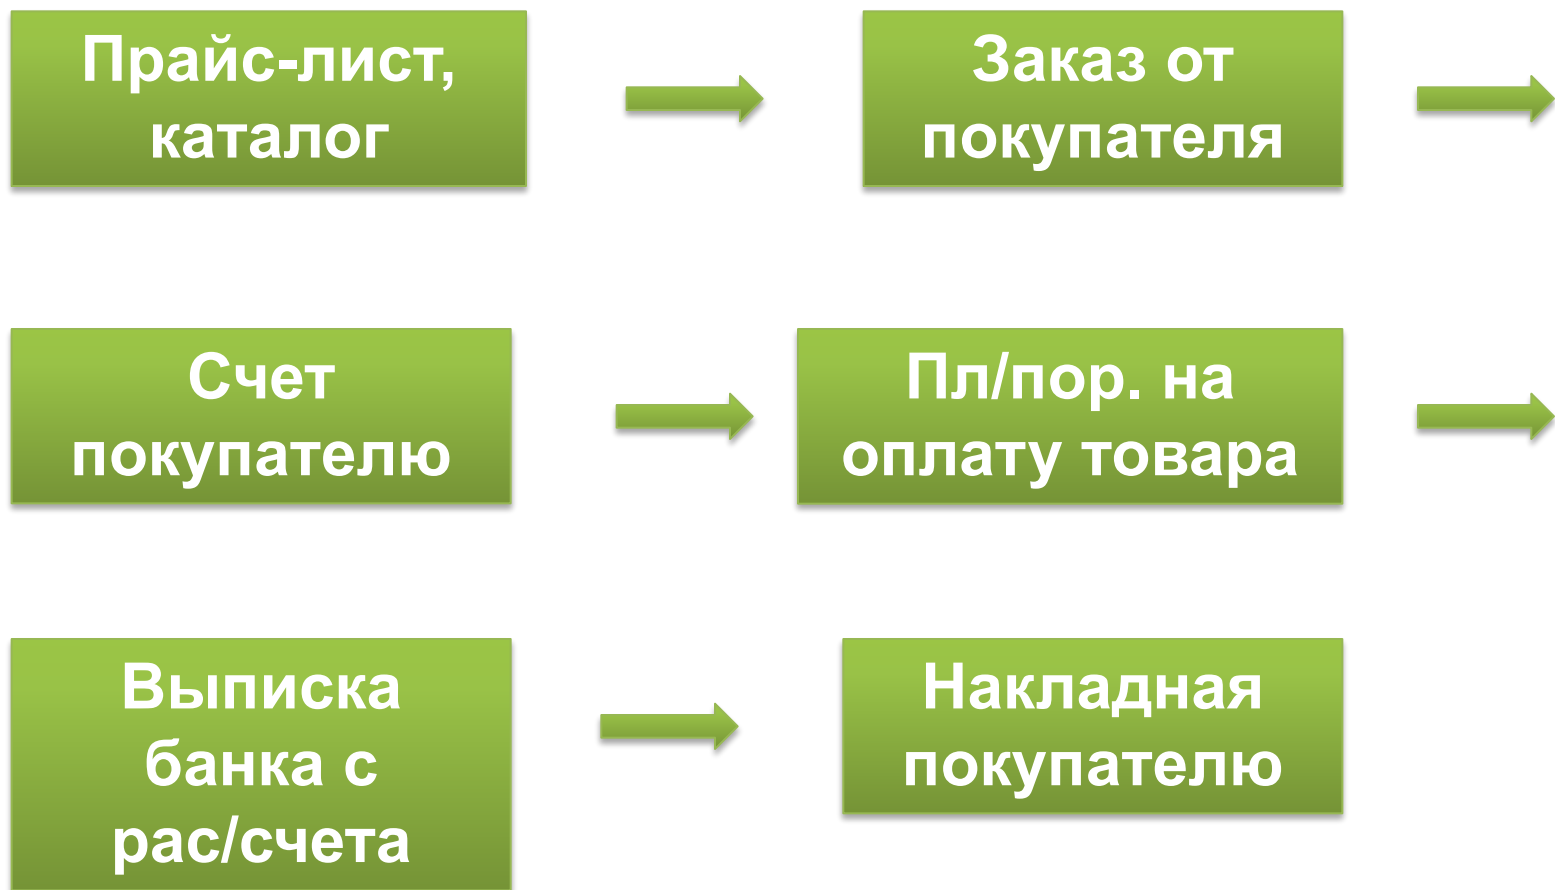 Прайс-лист,
каталог
Заказ от
покупателя
Счет
покупателю
Пл/пор. на
оплату товара
Выписка
банка с
рас/счета
Накладная
покупателю